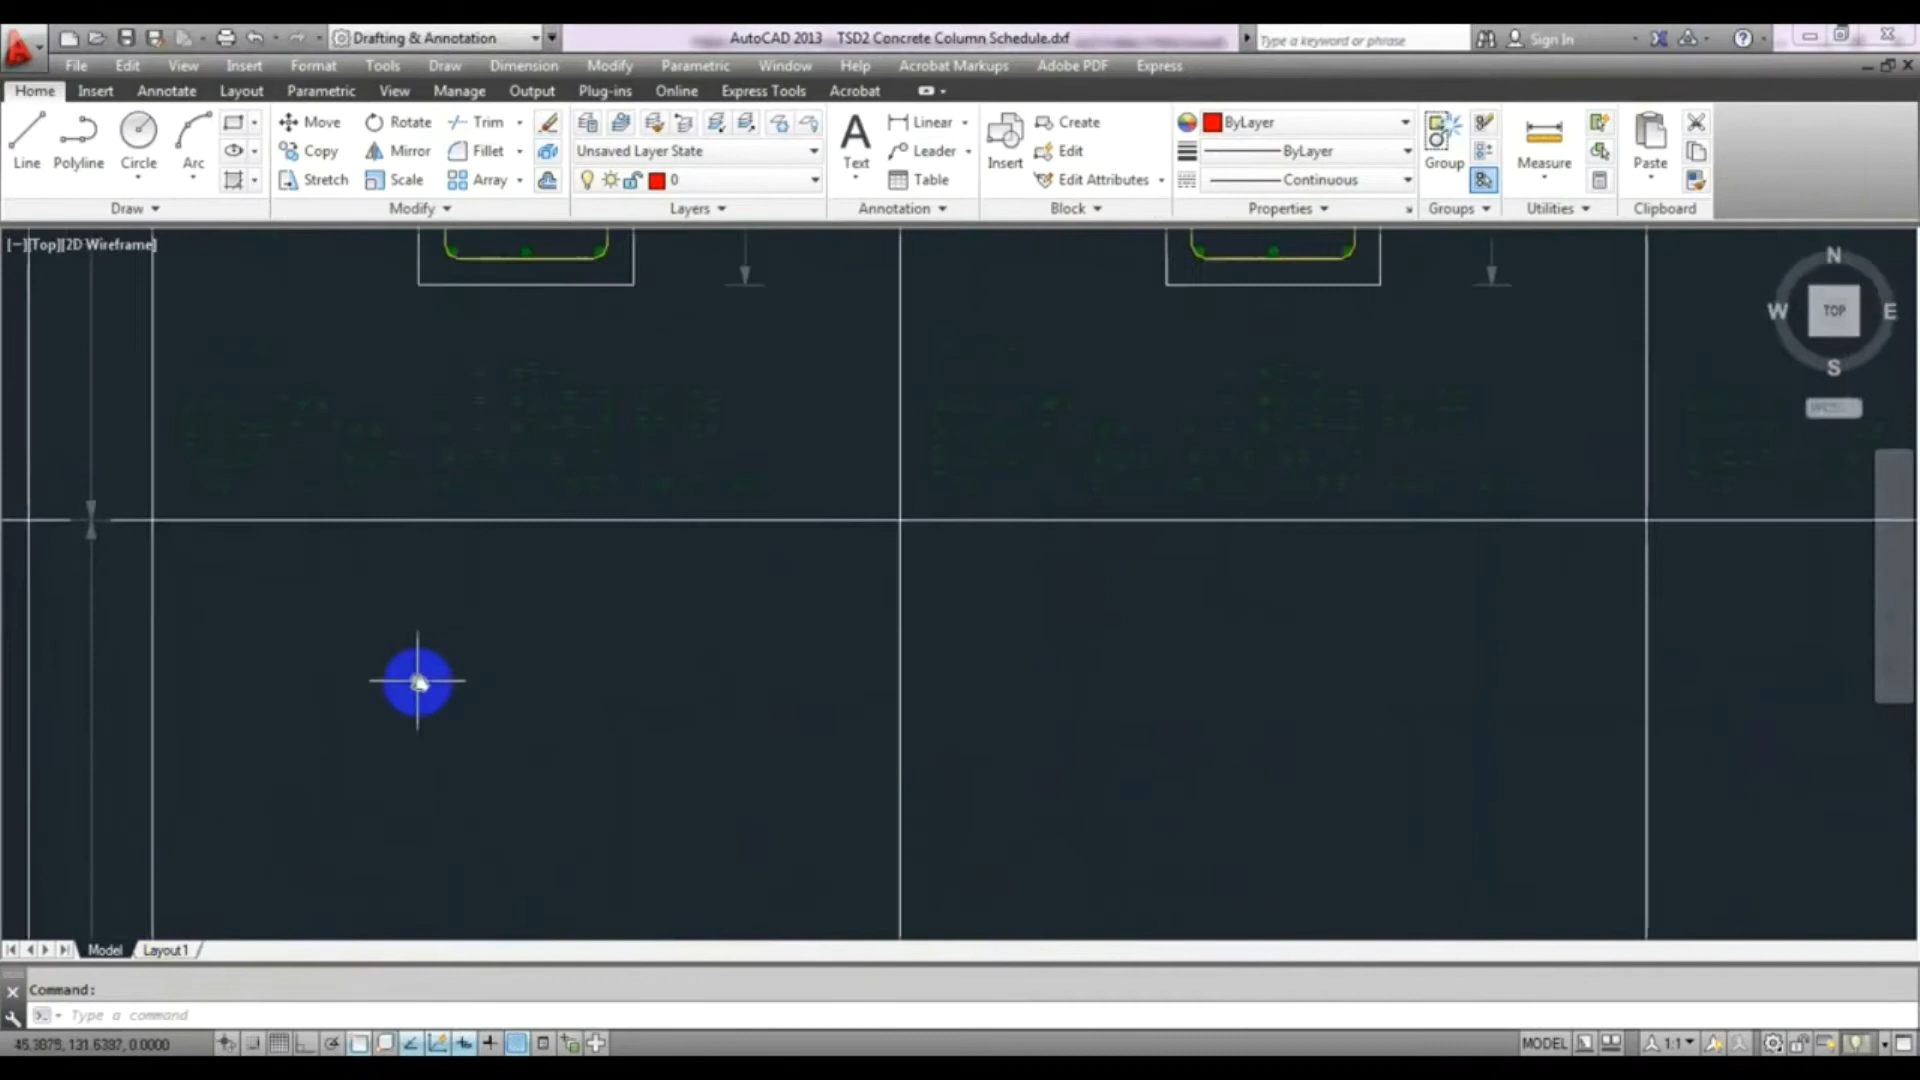 Drafting & Annotation
AutoCAD 2013 TSD2 Concrete Column Schedule.dxf
Type a keyword or phrase
Sign In
File Edit View Insert Format Tools Draw Dimension Modify Parametric Window Help Acrobat Markups Adobe PDF Express
Home Insert Annotate Layout Parametric View Manage Output Plug-ins Online Express Tools Acrobat
Line Polyline Circle Arc
Move Rotate Trim
Copy Mirror Fillet
Stretch Scale Array
Unsaved Layer State
0
Text
Linear
Leader
Table
Insert
Create
Edit
Edit Attributes
ByLayer
ByLayer
Continuous
Group
Measure
Paste
Draw Modify Layers Annotation Block Properties Groups Utilities Clipboard
[−][Top][2D Wireframe]
N
W TOP E
S
Model Layout1
Command:
Type a command
45.3875, 131.6387, 0.0000
MODEL 1:1